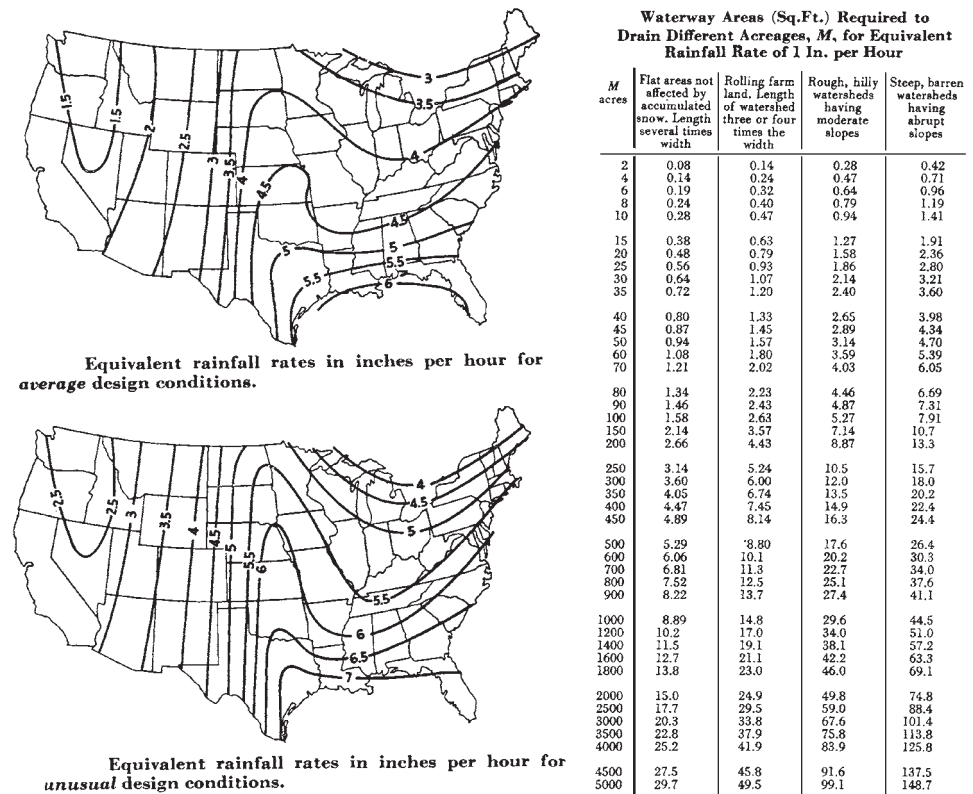 3
3.5
4
1.5
1.5
2
2.5
3
3.5
4
4.5
4.5
5
5
5.5
5.5
6
Equivalent rainfall rates in inches per hour for
average design conditions.
4
4.5
5
2.5
2.5
3
3.5
4
4.5
5
5.5
6
5.5
6
6.5
7
Equivalent rainfall rates in inches per hour for
unusual design conditions.
Waterway Areas (Sq.Ft.) Required to
Drain Different Acreages, M, for Equivalent
Rainfall Rate of 1 In. per Hour
M
acres
Flat areas not
affected by
accumulated
snow. Length
several times
width
Rolling farm
land. Length
of watershed
three or four
times the
width
Rough, hilly
watersheds
having
moderate
slopes
Steep, barren
watersheds
having
abrupt
slopes
2 0.08 0.14 0.28 0.42
4 0.14 0.24 0.47 0.71
6 0.19 0.32 0.64 0.96
8 0.24 0.40 0.79 1.19
10 0.28 0.47 0.94 1.41
15 0.38 0.63 1.27 1.91
20 0.48 0.79 1.58 2.36
25 0.56 0.93 1.86 2.80
30 0.64 1.07 2.14 3.21
35 0.72 1.20 2.40 3.60
40 0.80 1.33 2.65 3.98
45 0.87 1.45 2.89 4.34
50 0.94 1.57 3.14 4.70
60 1.08 1.80 3.59 5.39
70 1.21 2.02 4.03 6.05
80 1.34 2.23 4.46 6.69
90 1.46 2.43 4.87 7.31
100 1.58 2.63 5.27 7.91
150 2.14 3.57 7.14 10.7
200 2.66 4.43 8.87 13.3
250 3.14 5.24 10.5 15.7
300 3.60 6.00 12.0 18.0
350 4.05 6.74 13.5 20.2
400 4.47 7.45 14.9 22.4
450 4.89 8.14 16.3 24.4
500 5.29 8.80 17.6 26.4
600 6.06 10.1 20.2 30.3
700 6.81 11.3 22.7 34.0
800 7.52 12.5 25.1 37.6
900 8.22 13.7 27.4 41.1
1000 8.89 14.8 29.6 44.5
1200 10.2 17.0 34.0 51.0
1400 11.5 19.1 38.1 57.2
1600 12.7 21.1 42.2 63.3
1800 13.8 23.0 46.0 69.1
2000 15.0 24.9 49.8 74.8
2500 17.7 29.5 59.0 88.4
3000 20.3 33.8 67.6 101.4
3500 22.8 37.9 75.8 113.8
4000 25.2 41.9 83.9 125.8
4500 27.5 45.8 91.6 137.5
5000 29.7 49.5 99.1 148.7